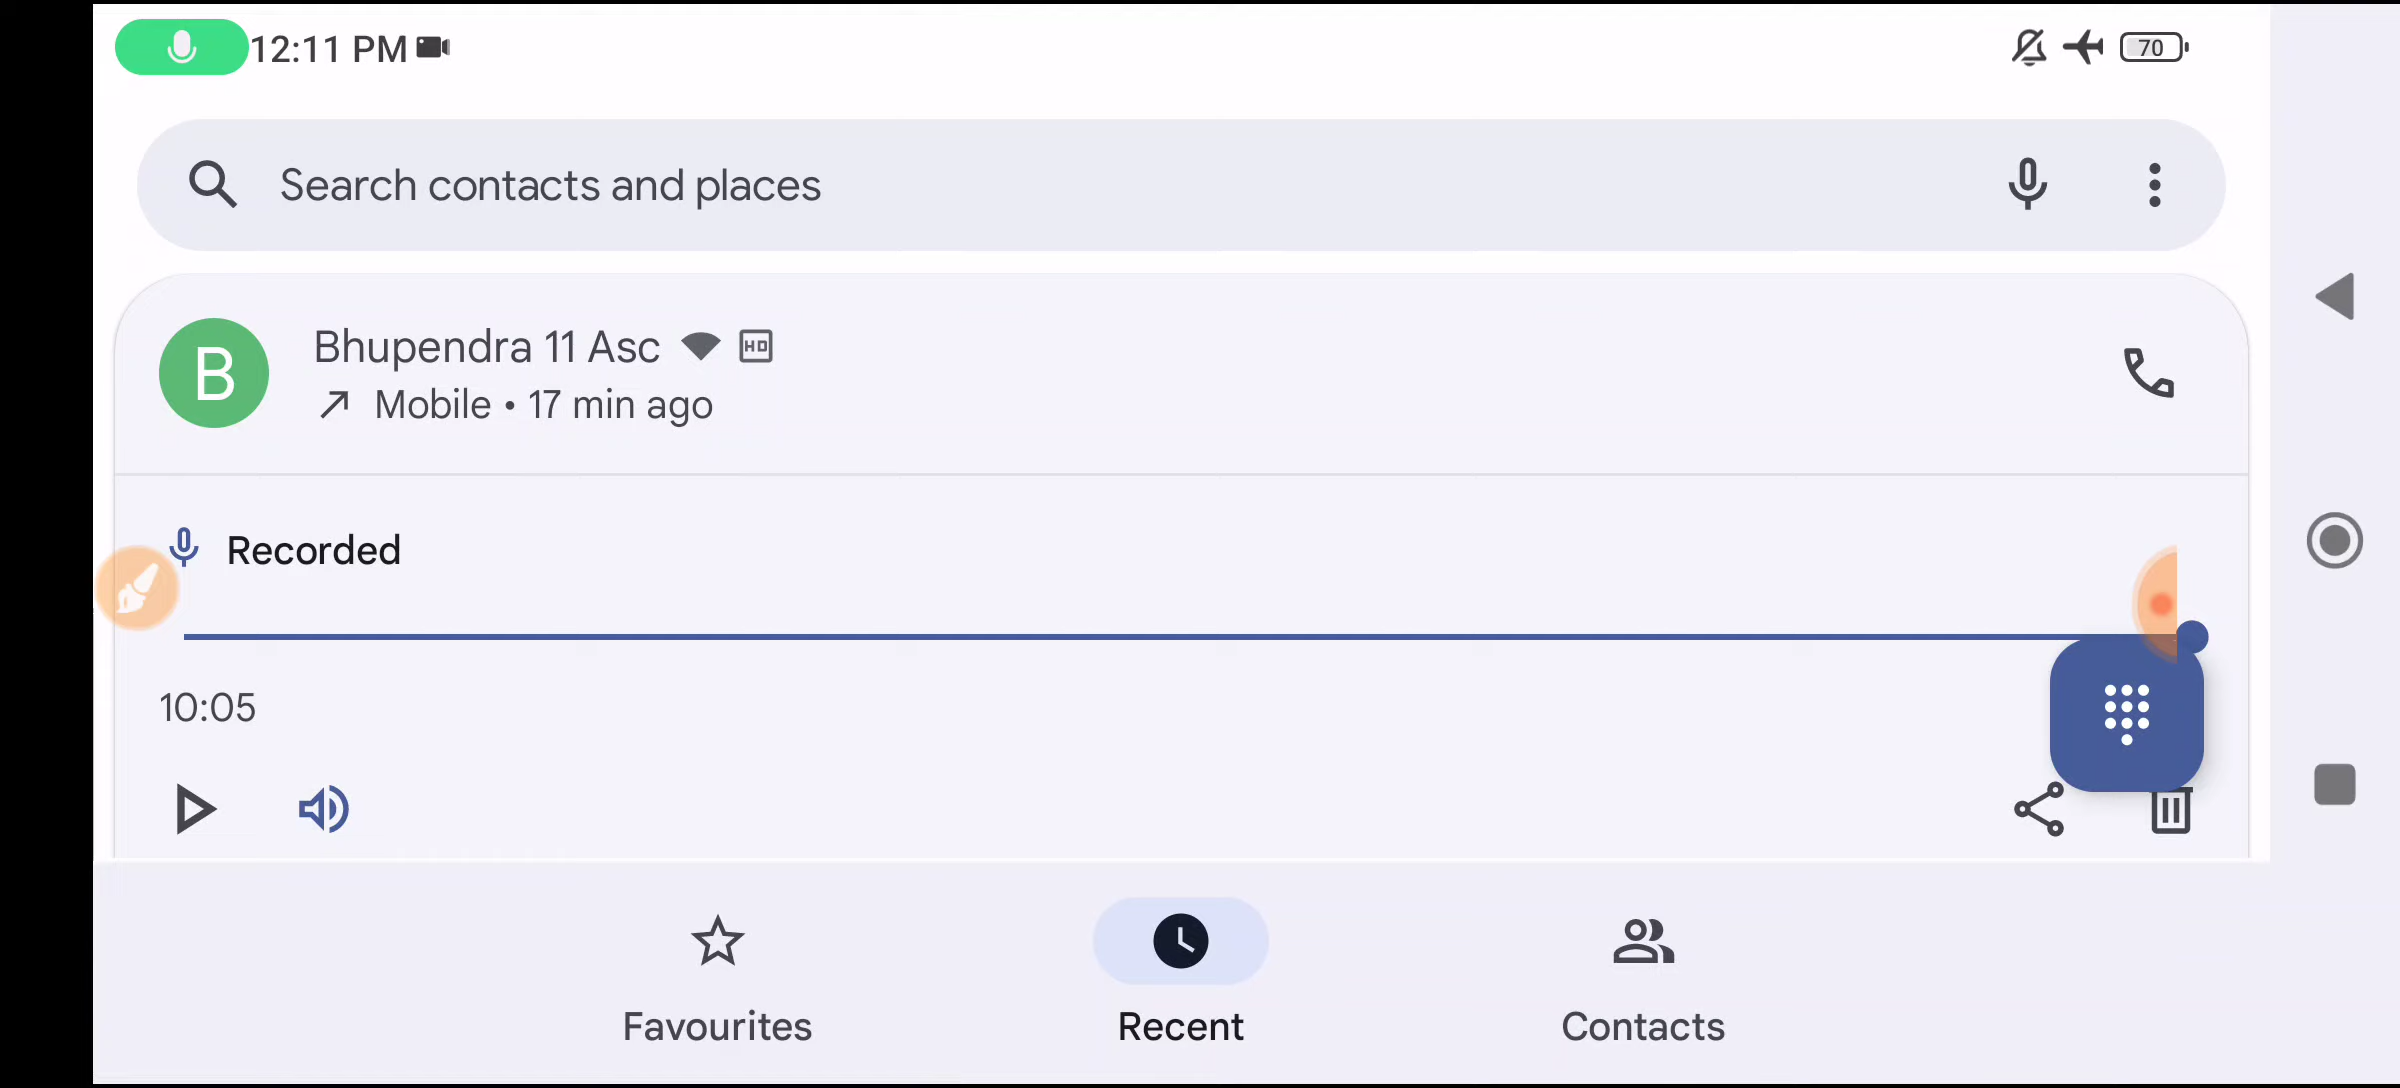 12:11 PM
70
Search contacts and places
B
Bhupendra 11 Asc HD
Mobile • 17 min ago
Recorded
10:05
Favourites
Recent
Contacts